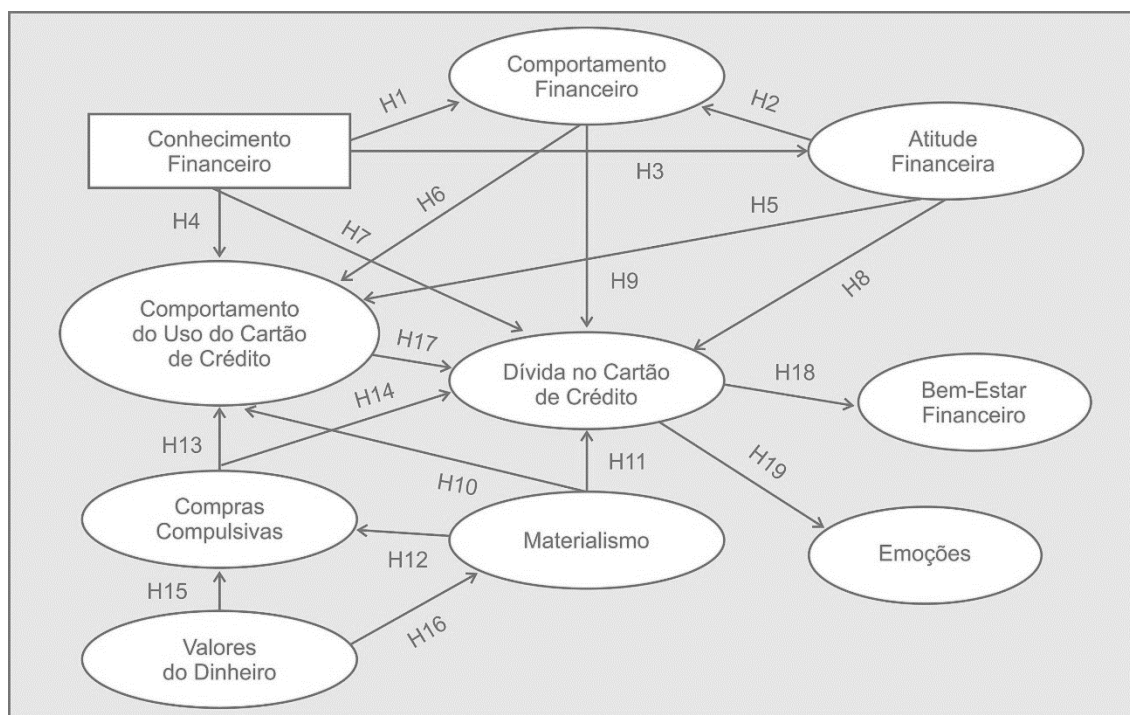 Comportamento
Financeiro
H1
H2
Conhecimento
Financeiro
Atitude
Financeira
H3
H4
H7
H6
H5
H9
H8
Comportamento
do Uso do Cartão
de Crédito
H17
Dívida no Cartão
de Crédito
H18
Bem-Estar
Financeiro
H14
H13
H10
H11
H19
Compras
Compulsivas
H12
Materialismo
Emoções
H15
H16
Valores
do Dinheiro